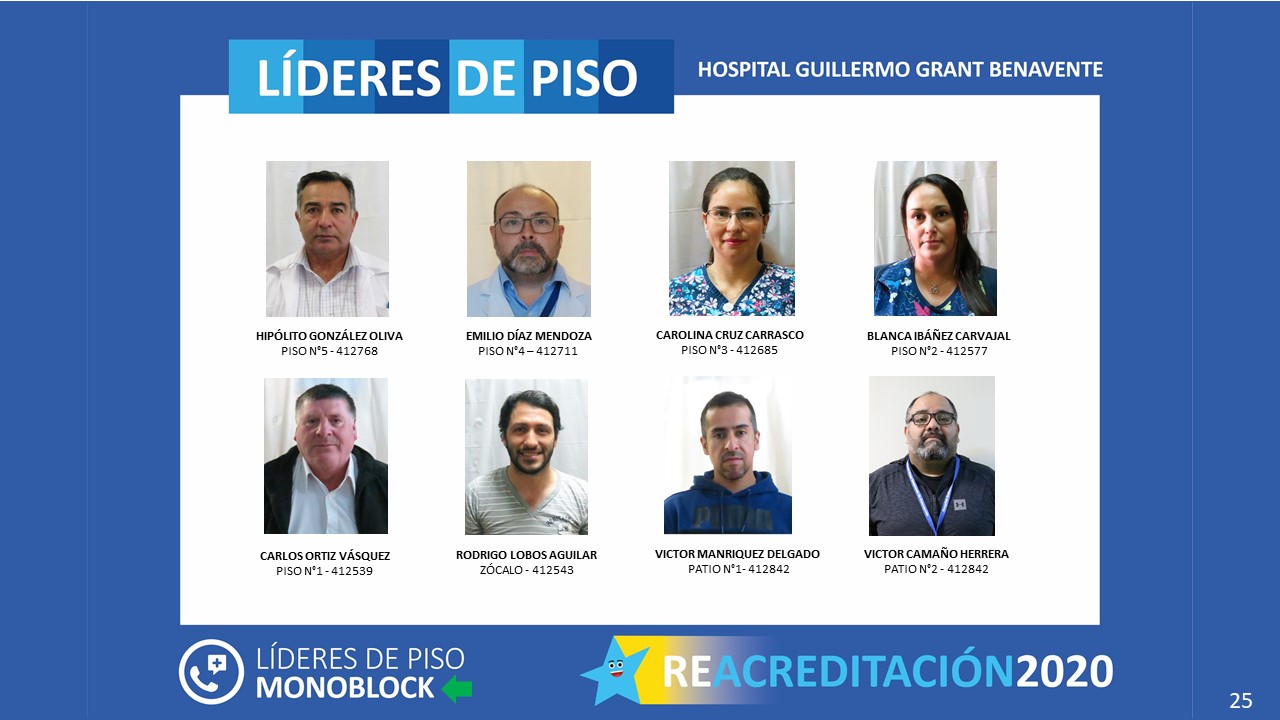 LÍDERES DE PISO
HOSPITAL GUILLERMO GRANT BENAVENTE
HIPÓLITO GONZÁLEZ OLIVA
PISO N°5 - 412768
EMILIO DÍAZ MENDOZA
PISO N°4 – 412711
CAROLINA CRUZ CARRASCO
PISO N°3 - 412685
BLANCA IBÁÑEZ CARVAJAL
PISO N°2 - 412577
CARLOS ORTIZ VÁSQUEZ
PISO N°1 - 412539
RODRIGO LOBOS AGUILAR
ZÓCALO - 412543
VICTOR MANRIQUEZ DELGADO
PATIO N°1- 412842
VICTOR CAMAÑO HERRERA
PATIO N°2 - 412842
LÍDERES DE PISO
MONOBLOCK
REACREDITACIÓN2020
25